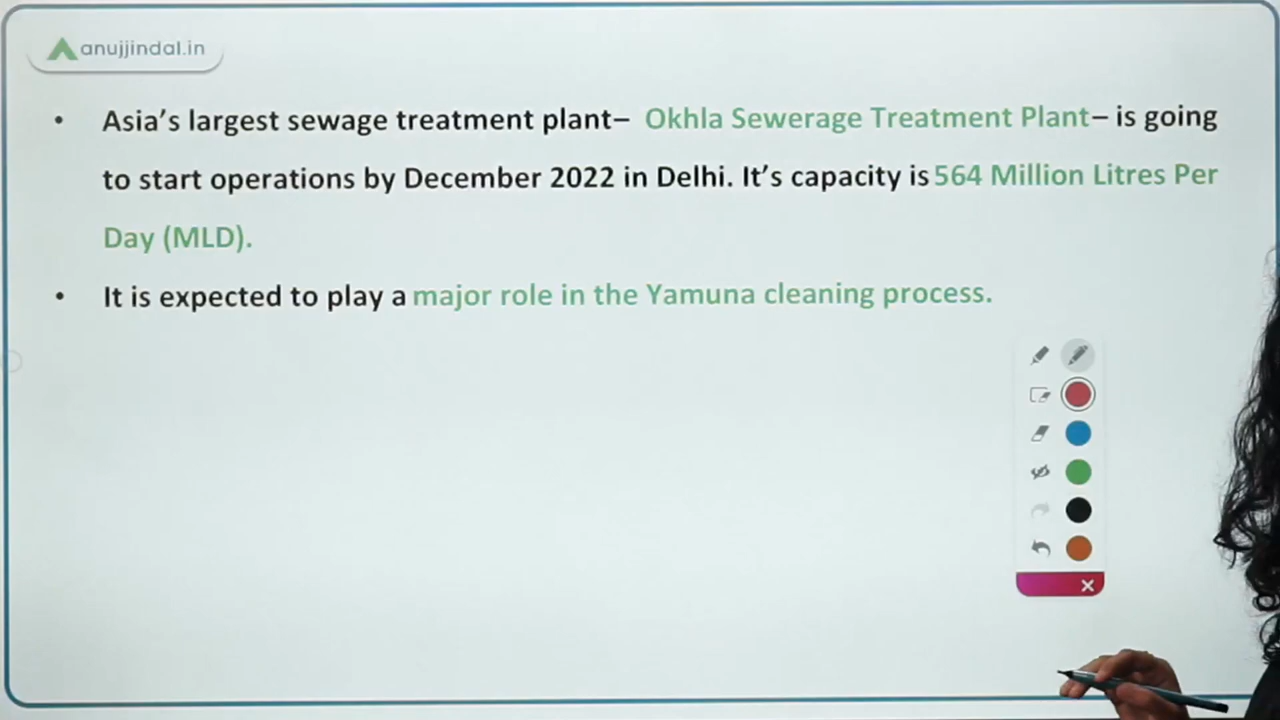 anujjindal.in
• Asia's largest sewage treatment plant– Okhla Sewerage Treatment Plant– is going
to start operations by December 2022 in Delhi. It's capacity is 564 Million Litres Per
Day (MLD).
• It is expected to play a major role in the Yamuna cleaning process.